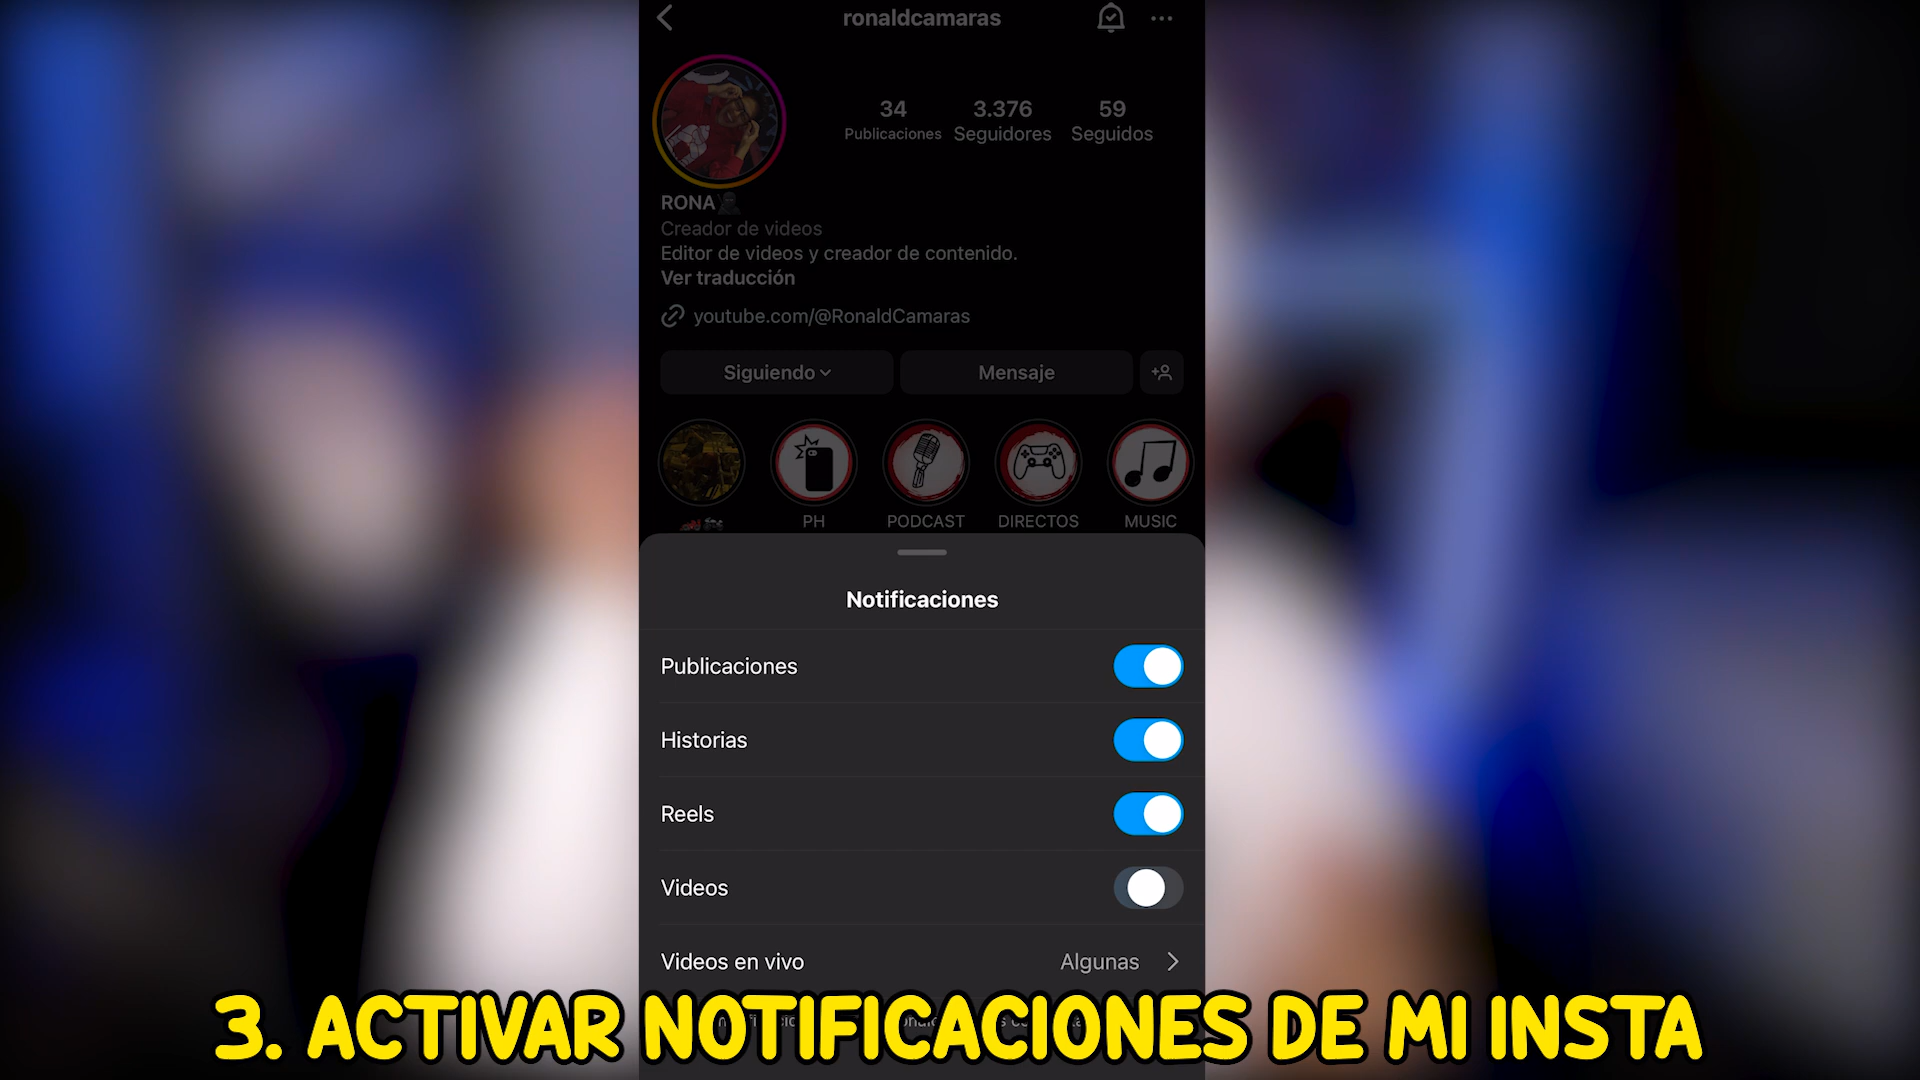 ronaldcamaras
34 3.376 59
Publicaciones Seguidores Seguidos
RONA
Creador de videos
Editor de videos y creador de contenido.
Ver traducción
youtube.com/@RonaldCamaras
Siguiendo Mensaje
PH PODCAST DIRECTOS MUSIC
Notificaciones
Publicaciones
Historias
Reels
Videos
Videos en vivo Algunas
3. ACTIVAR NOTIFICACIONES DE MI INSTA